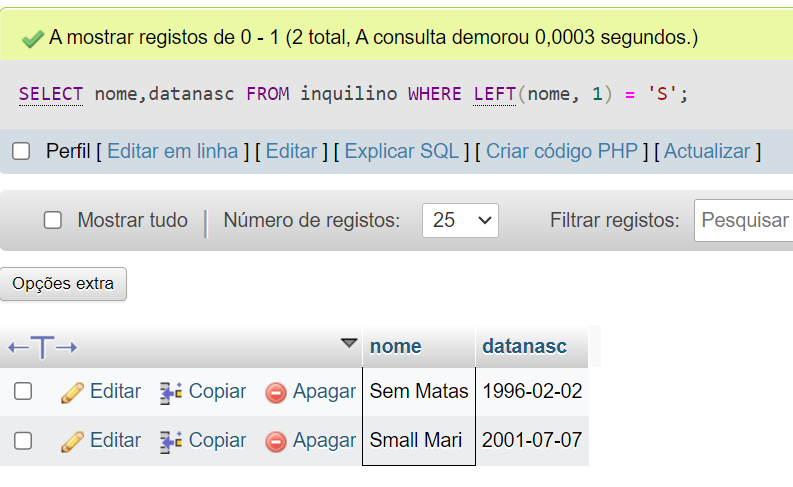 A mostrar registos de 0 - 1 (2 total, A consulta demorou 0,0003 segundos.)
SELECT nome,datanasc FROM inquilino WHERE LEFT(nome, 1) = 'S';
Perfil [ Editar em linha ] [ Editar ] [ Explicar SQL ] [ Criar código PHP ] [ Actualizar ]
Mostrar tudo | Número de registos: 25 Filtrar registos: Pesquisar
Opções extra
←T→ nome datanasc
Editar Copiar Apagar Sem Matas 1996-02-02
Editar Copiar Apagar Small Mari 2001-07-07